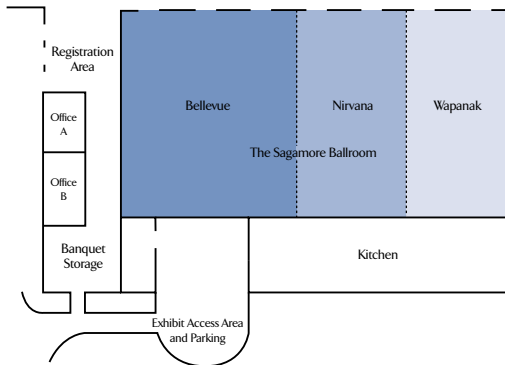 Registration
Area
Bellevue
Nirvana
Wapanak
Office
A
The Sagamore Ballroom
Office
B
Banquet
Storage
Kitchen
Exhibit Access Area
and Parking